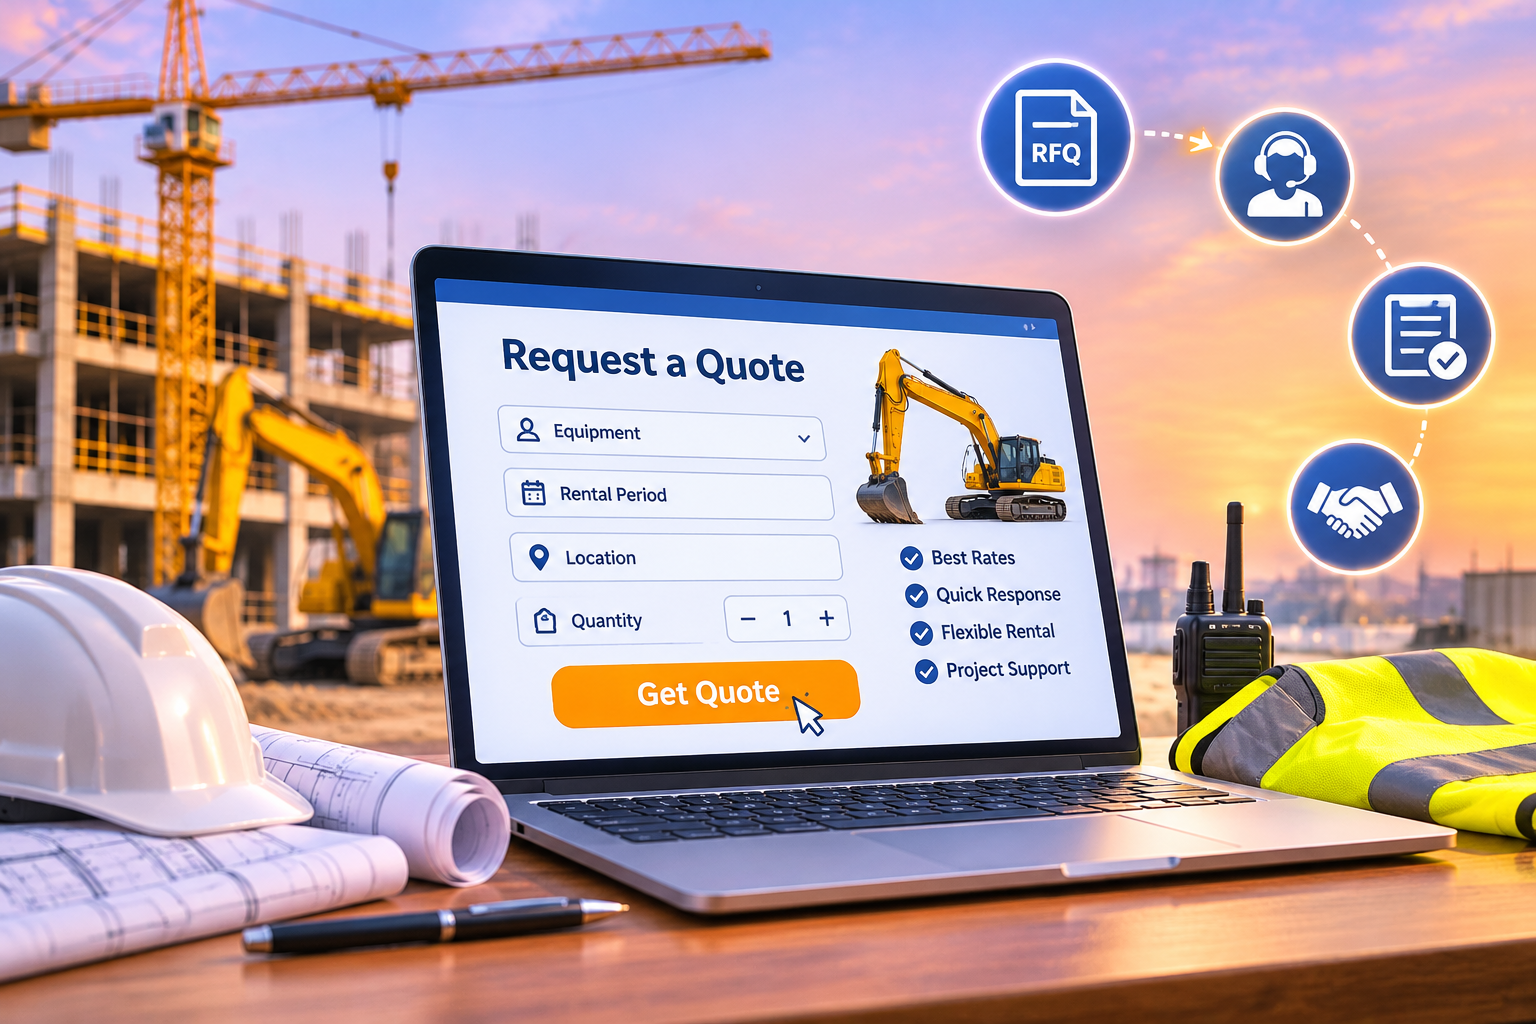 RFQ
Request a Quote
Equipment
Rental Period
Location
Quantity
1
Get Quote
Best Rates
Quick Response
Flexible Rental
Project Support